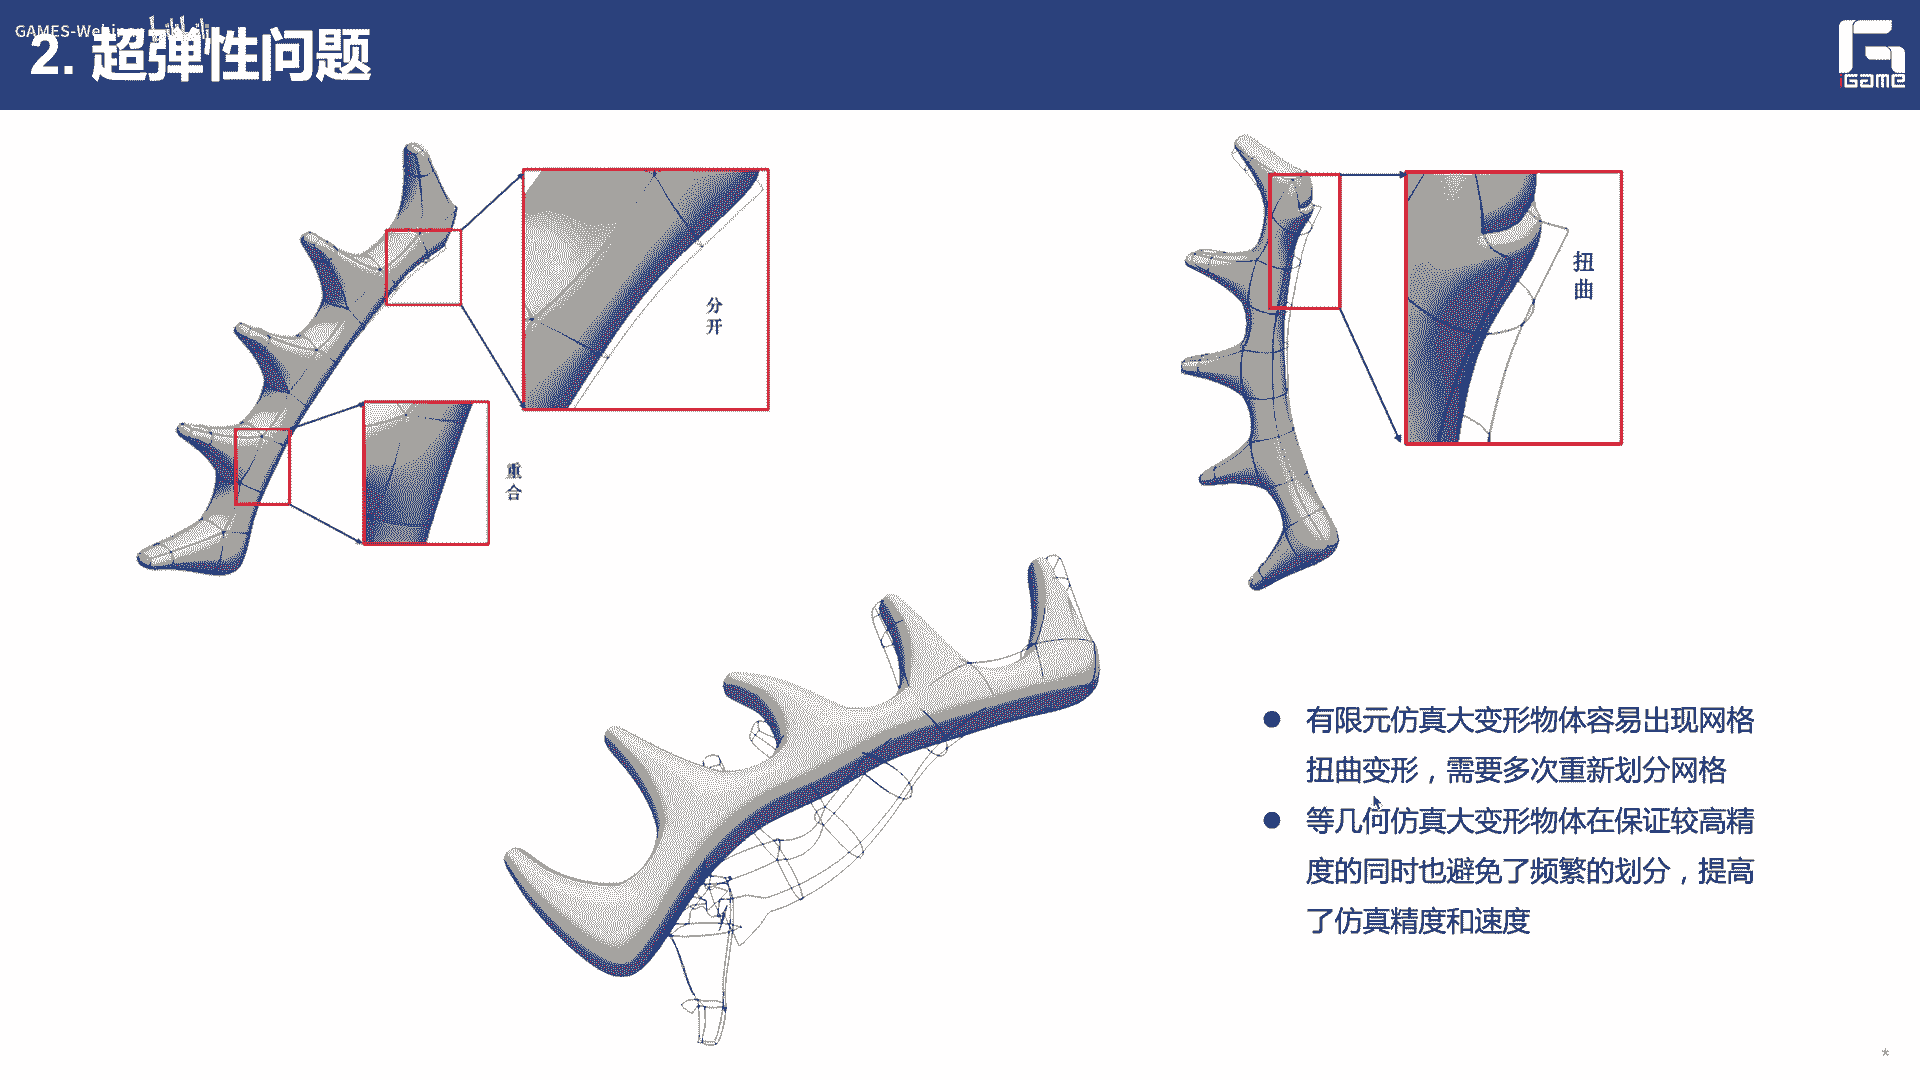 GAMES-Webinar bilibili
2. 超弹性问题
iGame
分
开
重
合
扭
曲
有限元仿真大变形物体容易出现网格
扭曲变形，需要多次重新划分网格
等几何仿真大变形物体在保证较高精
度的同时也避免了频繁的划分，提高
了仿真精度和速度
*